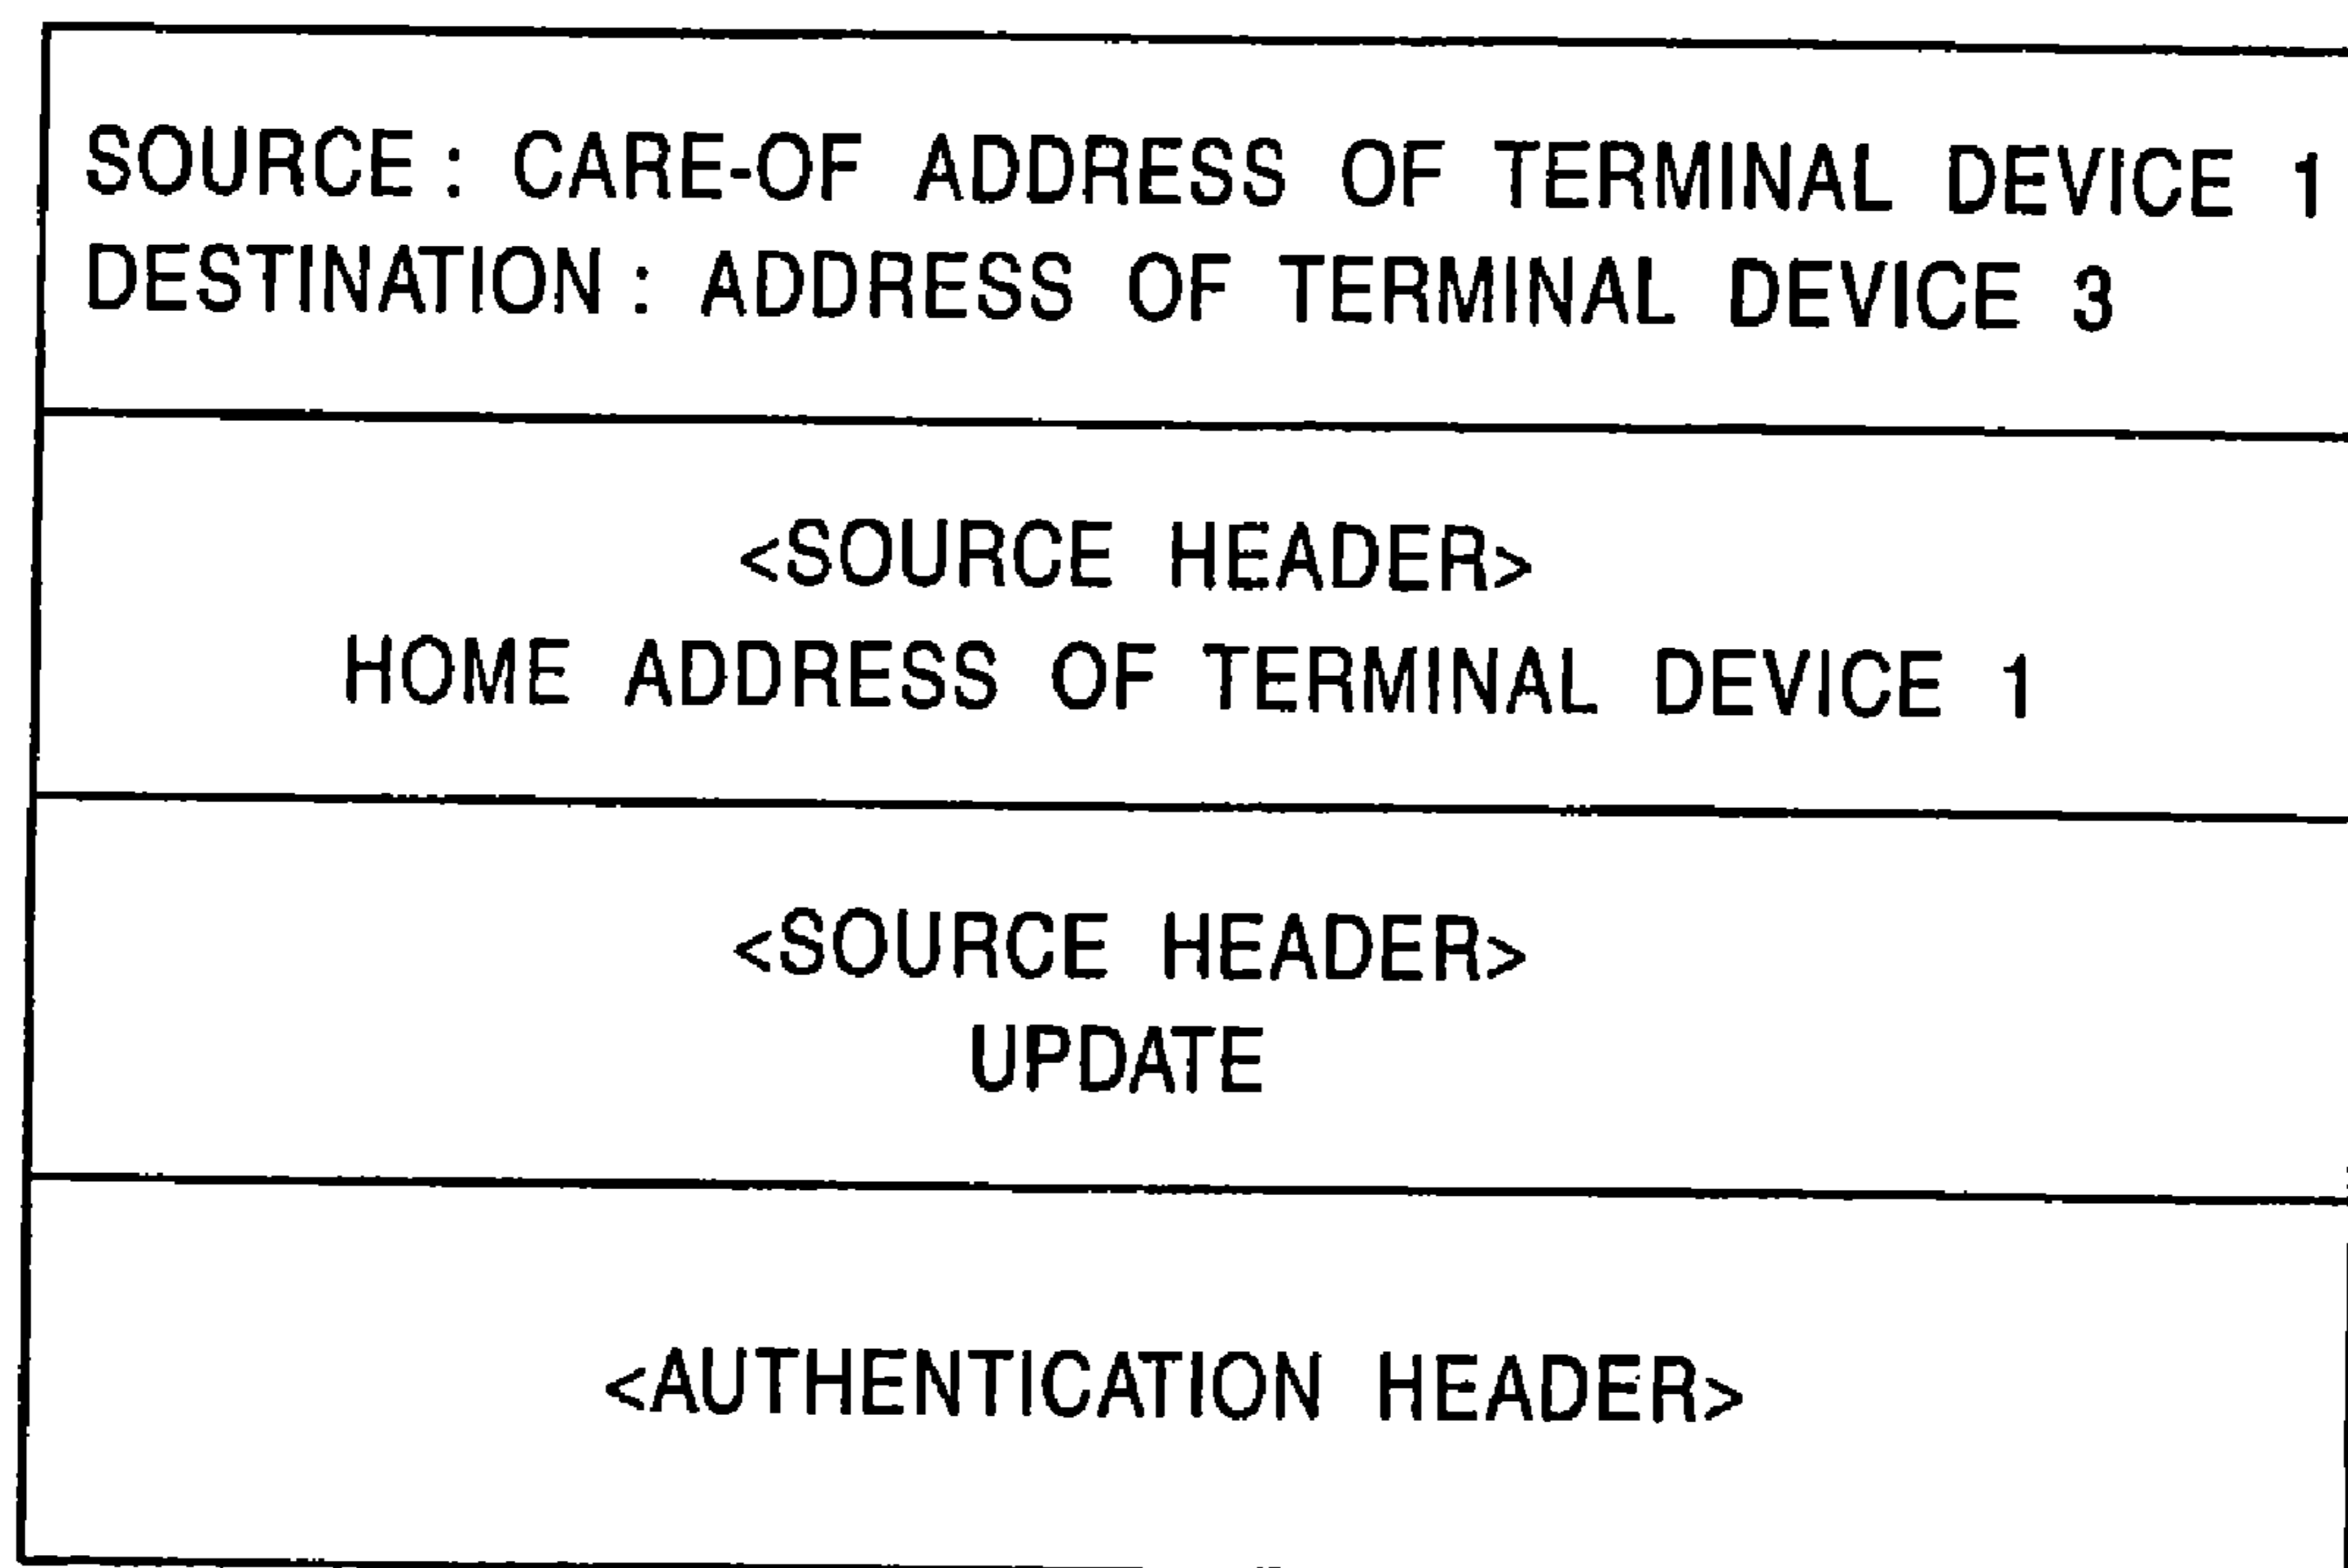 SOURCE : CARE-OF ADDRESS OF TERMINAL DEVICE 1
DESTINATION : ADDRESS OF TERMINAL DEVICE 3
<SOURCE HEADER>
HOME ADDRESS OF TERMINAL DEVICE 1
<SOURCE HEADER>
UPDATE
<AUTHENTICATION HEADER>